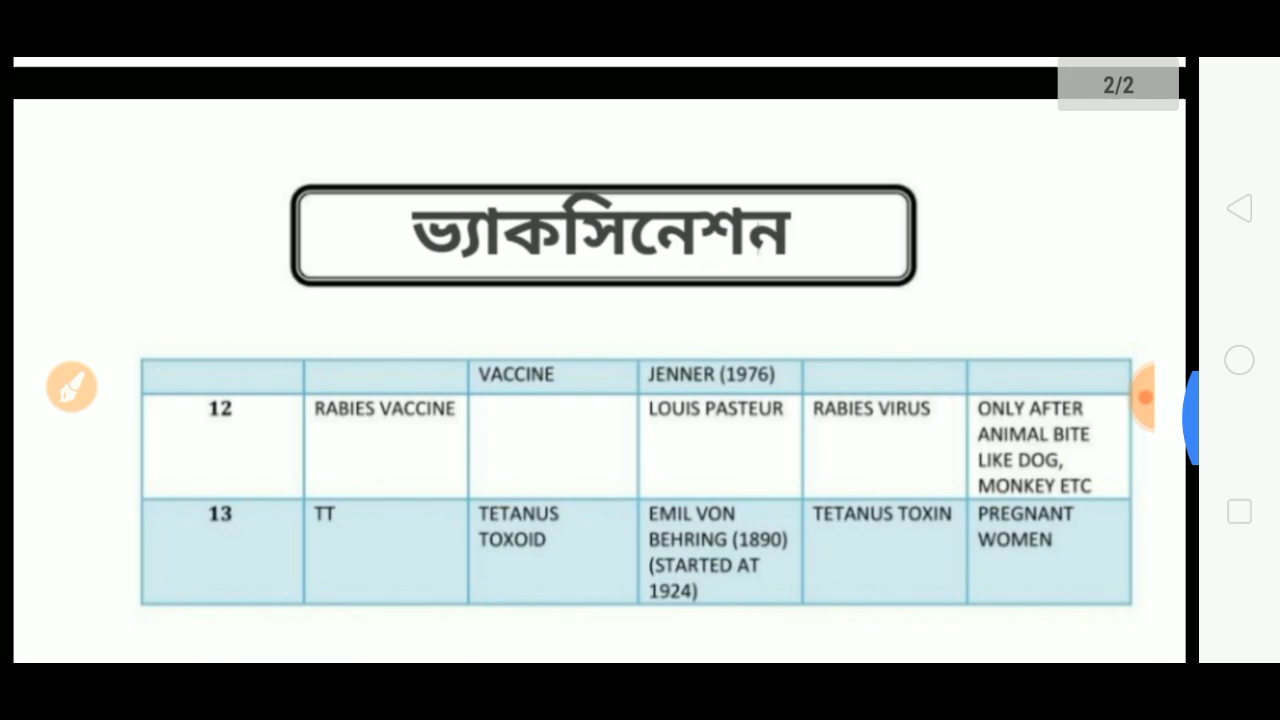 2/2
ভ্যাকসিনেশন
VACCINE JENNER (1976)
12 RABIES VACCINE LOUIS PASTEUR RABIES VIRUS ONLY AFTER
ANIMAL BITE
LIKE DOG,
MONKEY ETC
13 TT TETANUS EMIL VON TETANUS TOXIN PREGNANT
TOXOID BEHRING (1890) WOMEN
(STARTED AT
1924)